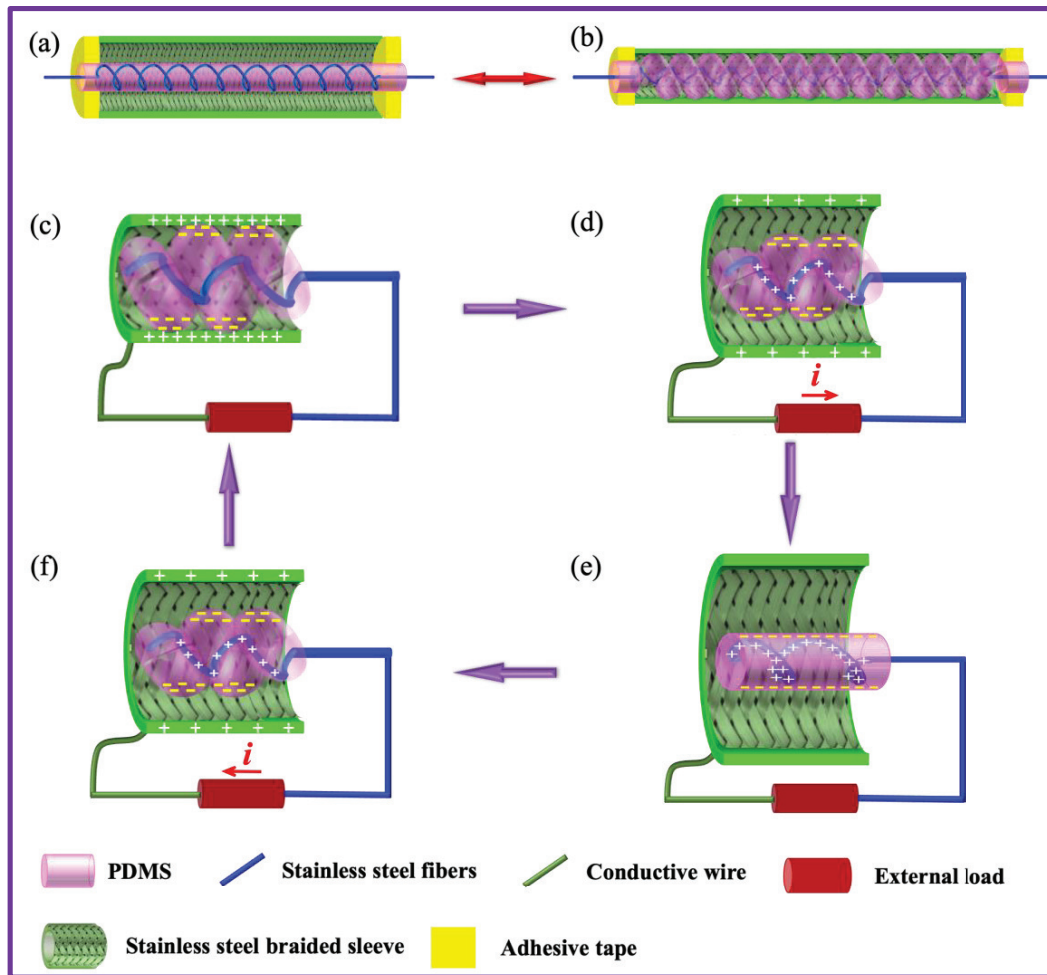 (a)
(b)
(c)
(d)
i
(f)
(e)
i
PDMS
Stainless steel fibers
Conductive wire
External load
Stainless steel braided sleeve
Adhesive tape